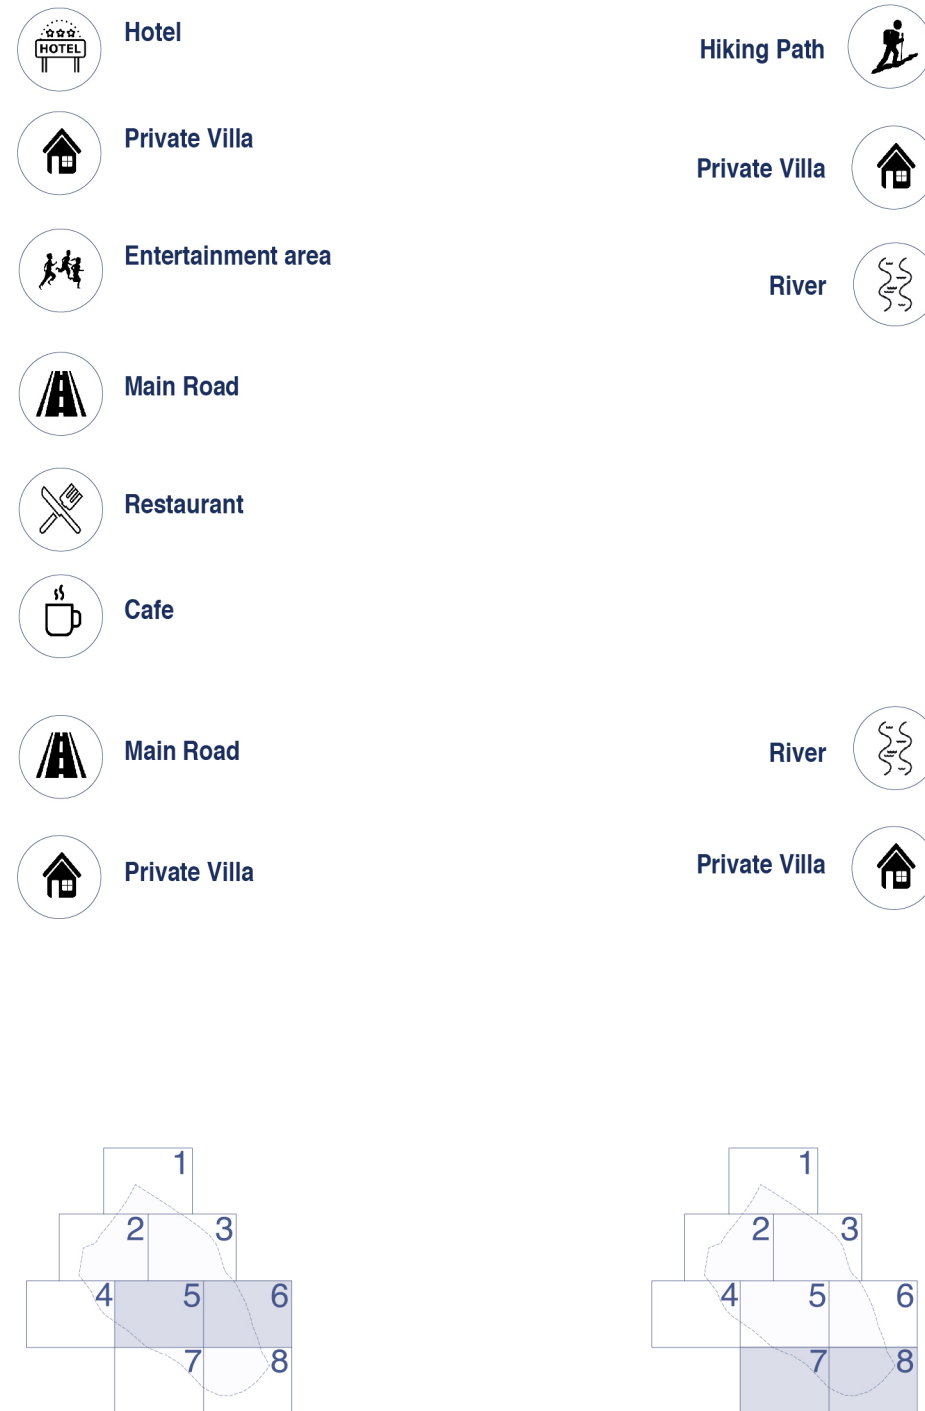 HOTEL
Hotel
Private Villa
Entertainment area
Main Road
Restaurant
Cafe
Main Road
Private Villa
Hiking Path
Private Villa
River
River
Private Villa
1
2
3
4
5
6
7
8
1
2
3
4
5
6
7
8